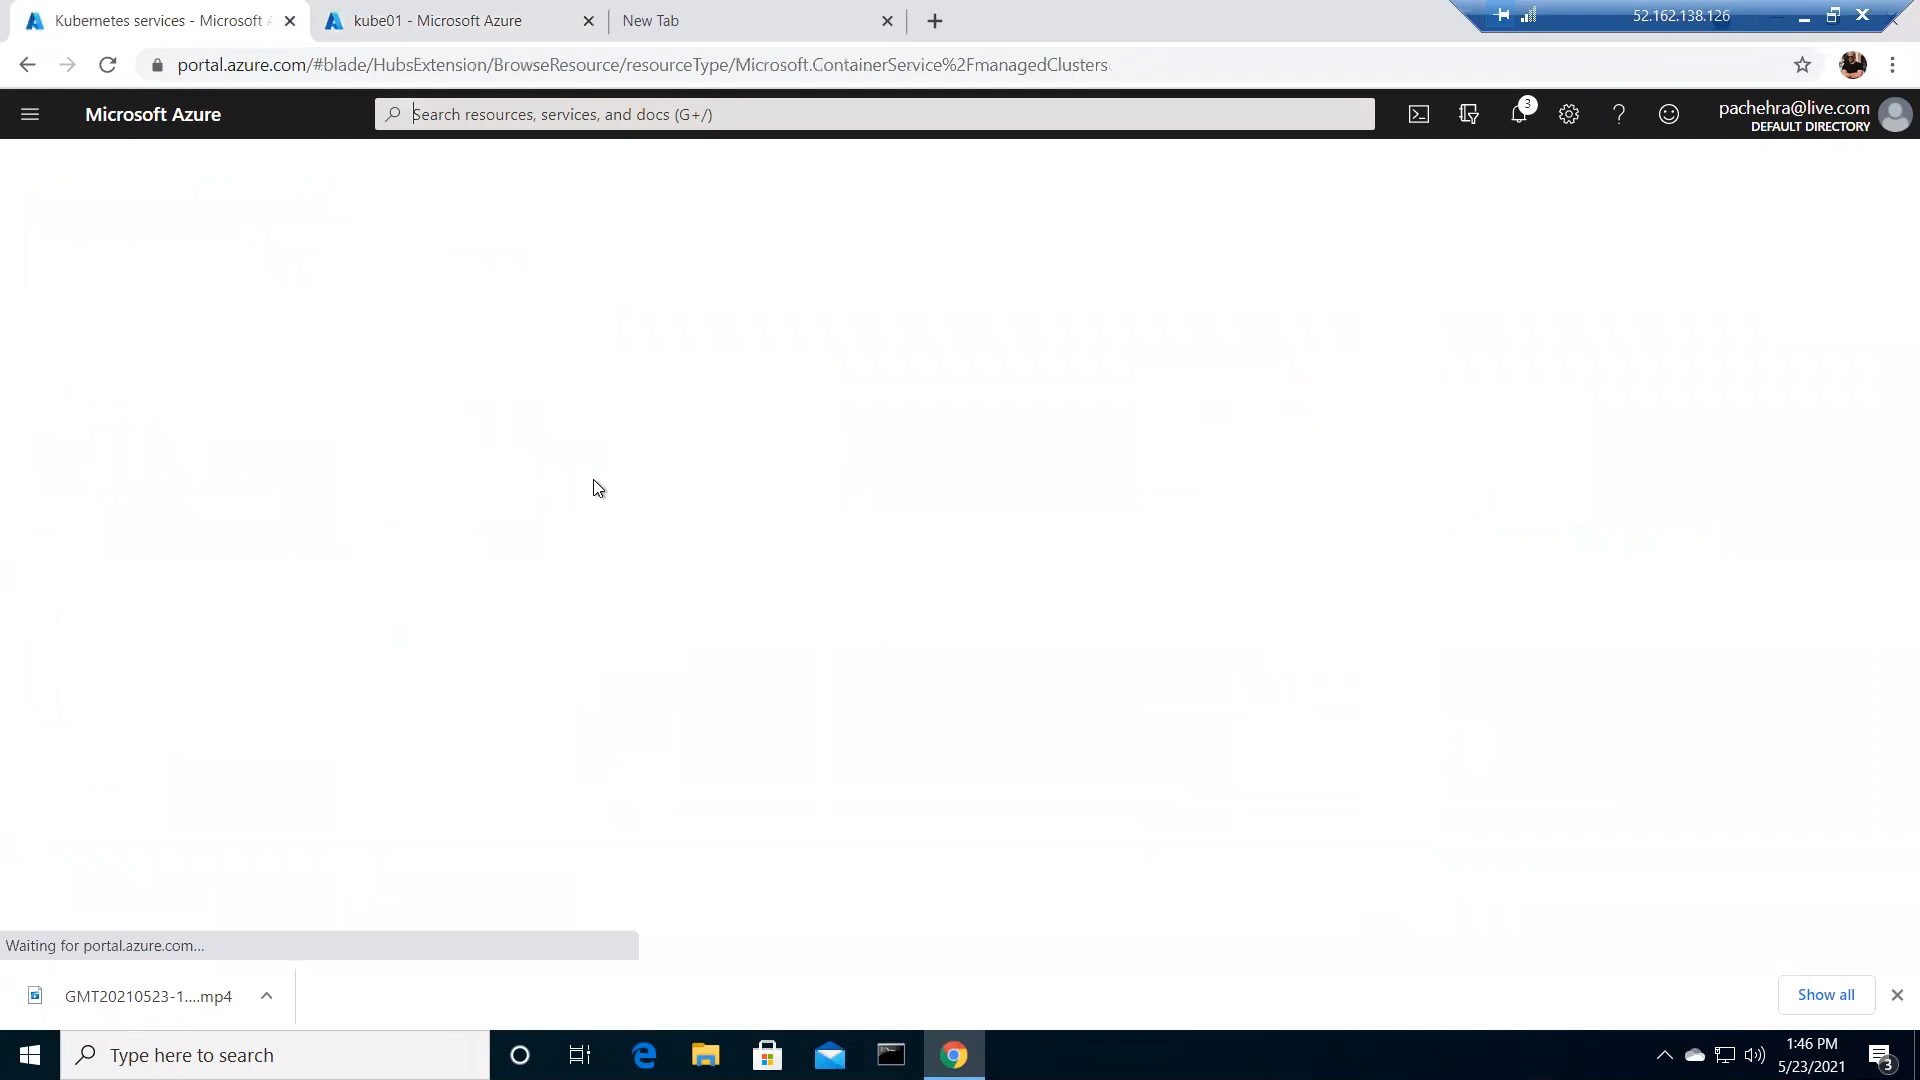 Kubernetes services - Microsoft A
kube01 - Microsoft Azure
New Tab
52.162.138.126
portal.azure.com/#blade/HubsExtension/BrowseResource/resourceType/Microsoft.ContainerService%2FmanagedClusters
Microsoft Azure
Search resources, services, and docs (G+/)
3
pachehra@live.com
DEFAULT DIRECTORY
Waiting for portal.azure.com...
GMT20210523-1....mp4
Show all
Type here to search
1:46 PM
5/23/2021
3